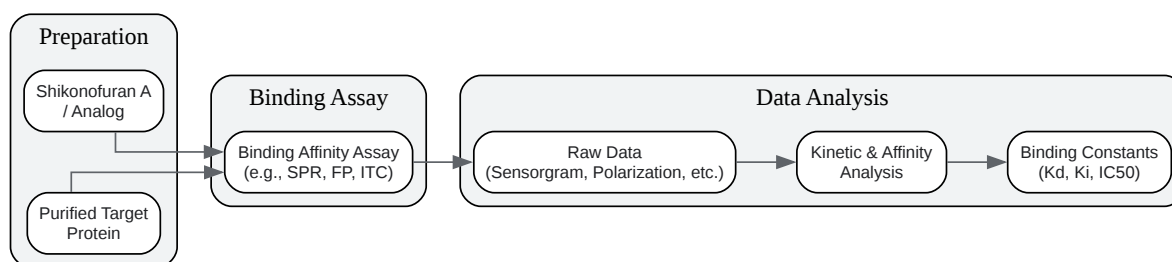 Preparation
Shikonofuran A
/ Analog
Purified Target
Protein
Binding Assay
Binding Affinity Assay
(e.g., SPR, FP, ITC)
Data Analysis
Raw Data
(Sensorgram, Polarization, etc.)
Kinetic & Affinity
Analysis
Binding Constants
(Kd, Ki, IC50)